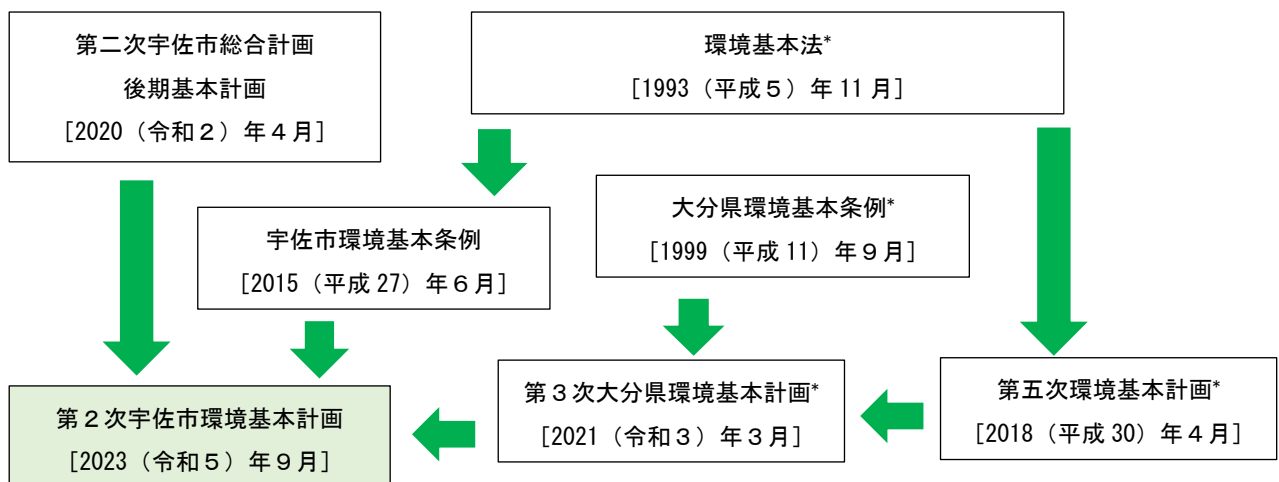 第二次宇佐市総合計画
後期基本計画
[2020（令和２）年４月]
環境基本法*
[1993（平成５）年 11 月]
宇佐市環境基本条例
[2015（平成 27）年６月]
大分県環境基本条例*
[1999（平成 11）年９月]
第２次宇佐市環境基本計画
[2023（令和５）年９月]
第３次大分県環境基本計画*
[2021（令和３）年３月]
第五次環境基本計画*
[2018（平成 30）年４月]